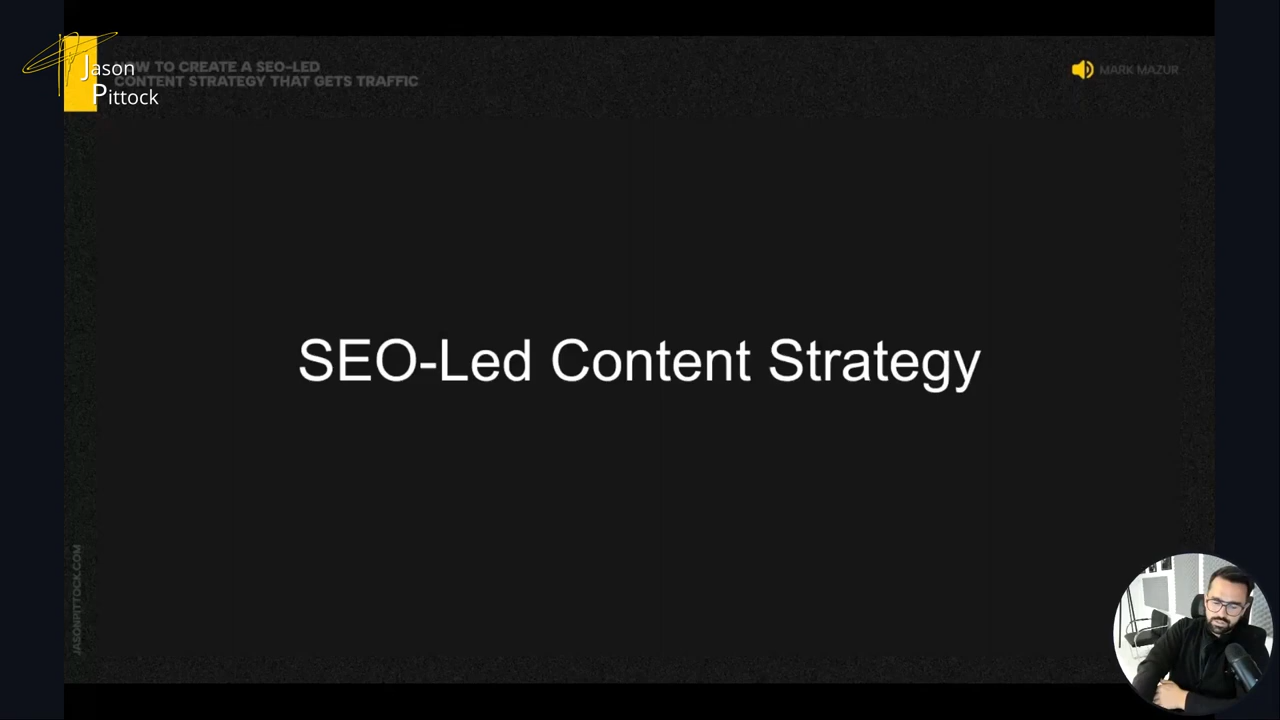 Jason
Pittock
HOW TO CREATE A SEO-LED
CONTENT STRATEGY THAT GETS TRAFFIC
MARK MAZUR
SEO-Led Content Strategy
JASONPITTOCK.COM